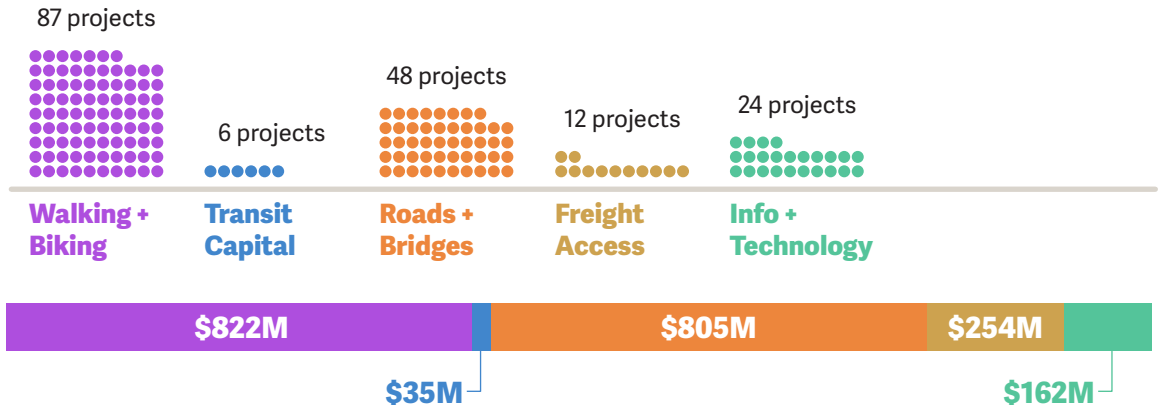 87 projects
6 projects
48 projects
12 projects
24 projects
Walking +
Biking
Transit
Capital
Roads +
Bridges
Freight
Access
Info +
Technology
$822M
$805M
$254M
$35M
$162M